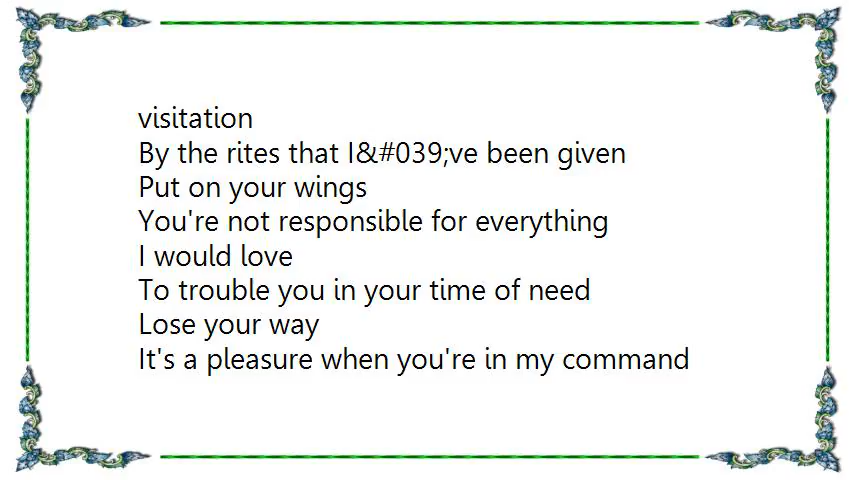 visitation
By the rites that I&#039;ve been given
Put on your wings
You're not responsible for everything
I would love
To trouble you in your time of need
Lose your way
It's a pleasure when you're in my command